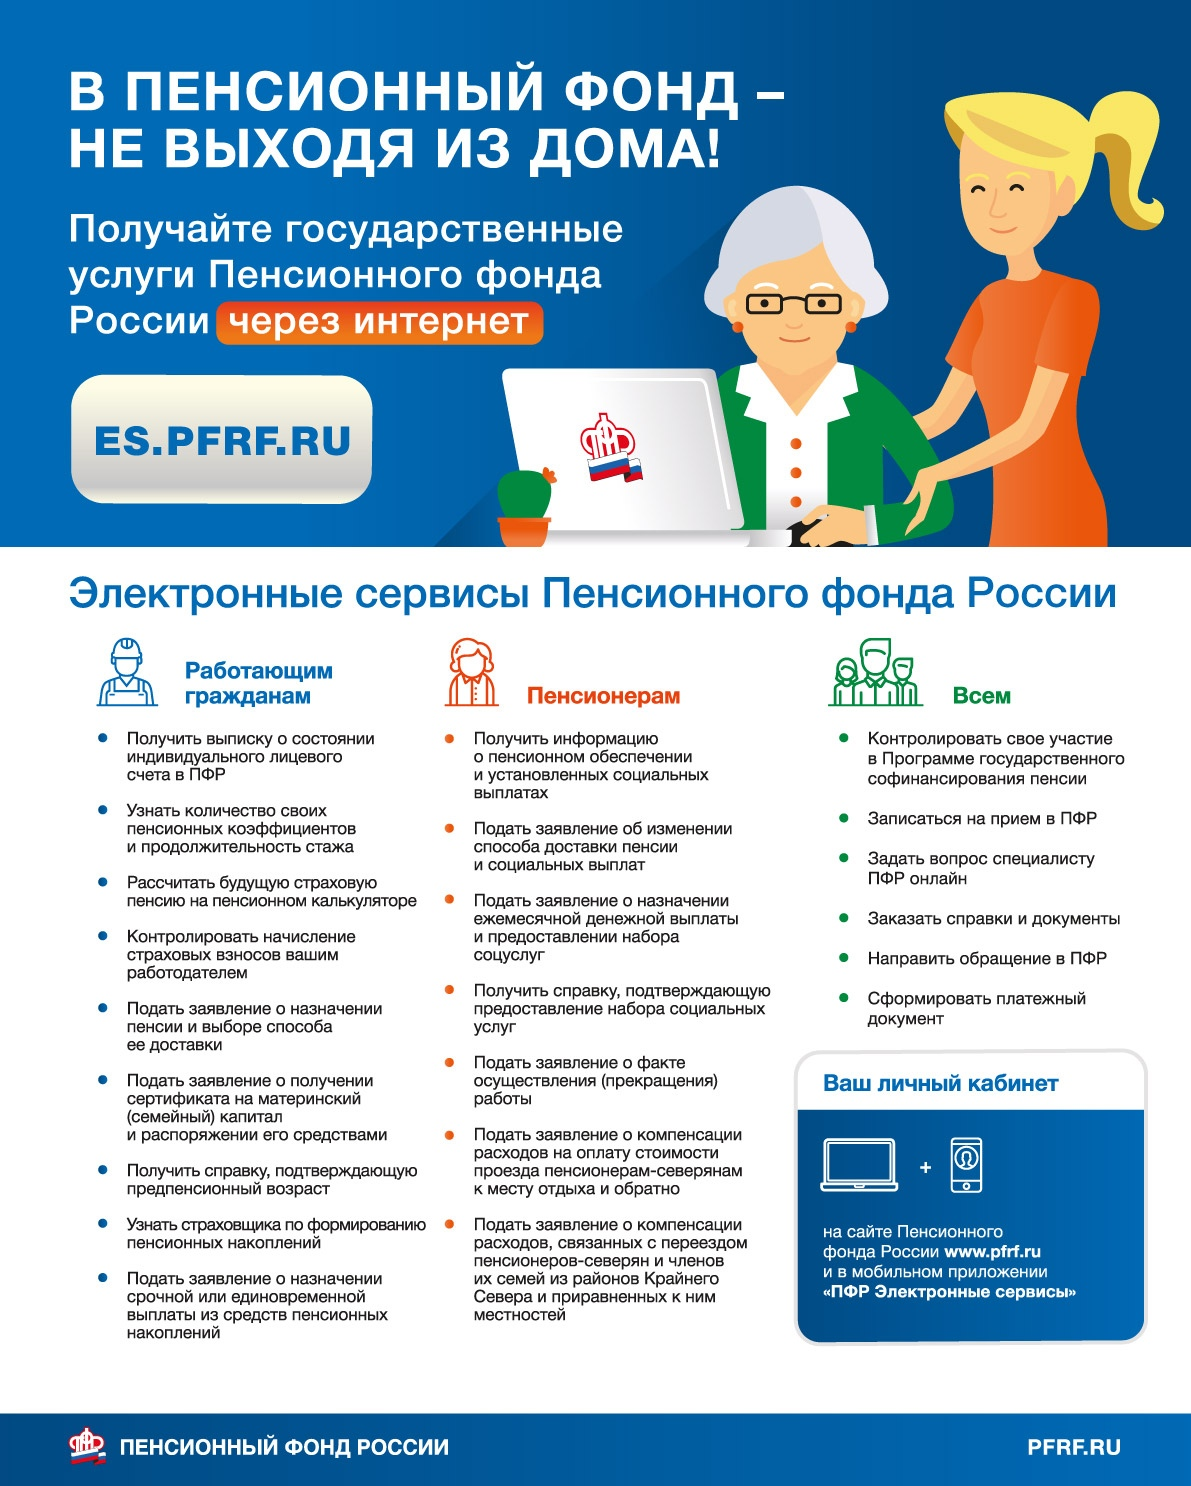 В ПЕНСИОННЫЙ ФОНД –
НЕ ВЫХОДЯ ИЗ ДОМА!
Получайте государственные
услуги Пенсионного фонда
России через интернет
ES.PFRF.RU
Электронные сервисы Пенсионного фонда России
Работающим
гражданам
Получить выписку о состоянии
индивидуального лицевого
счета в ПФР
Узнать количество своих
пенсионных коэффициентов
и продолжительность стажа
Рассчитать будущую страховую
пенсию на пенсионном калькуляторе
Контролировать начисление
страховых взносов вашим
работодателем
Подать заявление о назначении
пенсии и выборе способа
ее доставки
Подать заявление о получении
сертификата на материнский
(семейный) капитал
и распоряжении его средствами
Получить справку, подтверждающую
предпенсионный возраст
Узнать страховщика по формированию
пенсионных накоплений
Подать заявление о назначении
срочной или единовременной
выплаты из средств пенсионных
накоплений
Пенсионерам
Получить информацию
о пенсионном обеспечении
и установленных социальных
выплатах
Подать заявление об изменении
способа доставки пенсии
и социальных выплат
Подать заявление о назначении
ежемесячной денежной выплаты
и предоставлении набора
соцуслуг
Получить справку, подтверждающую
предоставление набора социальных
услуг
Подать заявление о факте
осуществления (прекращения)
работы
Подать заявление о компенсации
расходов на оплату стоимости
проезда пенсионерам-северянам
к месту отдыха и обратно
Подать заявление о компенсации
расходов, связанных с переездом
пенсионеров-северян и членов
их семей из районов Крайнего
Севера и приравненных к ним
местностей
Всем
Контролировать свое участие
в Программе государственного
софинансирования пенсии
Записаться на прием в ПФР
Задать вопрос специалисту
ПФР онлайн
Заказать справки и документы
Направить обращение в ПФР
Сформировать платежный
документ
Ваш личный кабинет
+
на сайте Пенсионного
фонда России www.pfrf.ru
и в мобильном приложении
«ПФР Электронные сервисы»
ПЕНСИОННЫЙ ФОНД РОССИИ
PFRF.RU